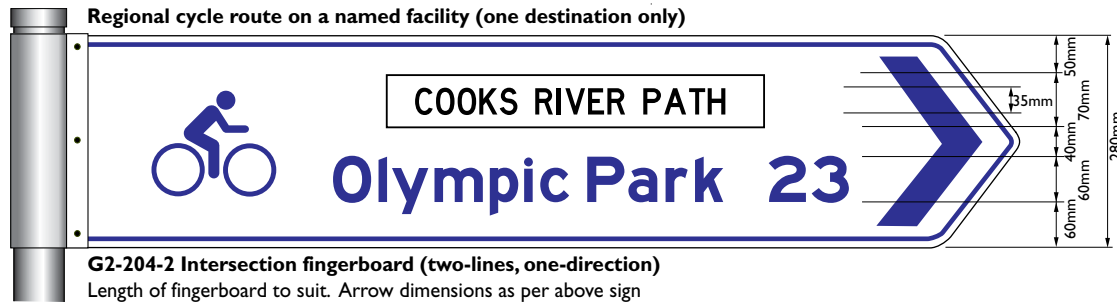 Regional cycle route on a named facility (one destination only)
COOKS RIVER PATH
Olympic Park 23
50mm
70mm
35mm
40mm
60mm
60mm
280mm
G2-204-2 Intersection fingerboard (two-lines, one-direction)
Length of fingerboard to suit. Arrow dimensions as per above sign